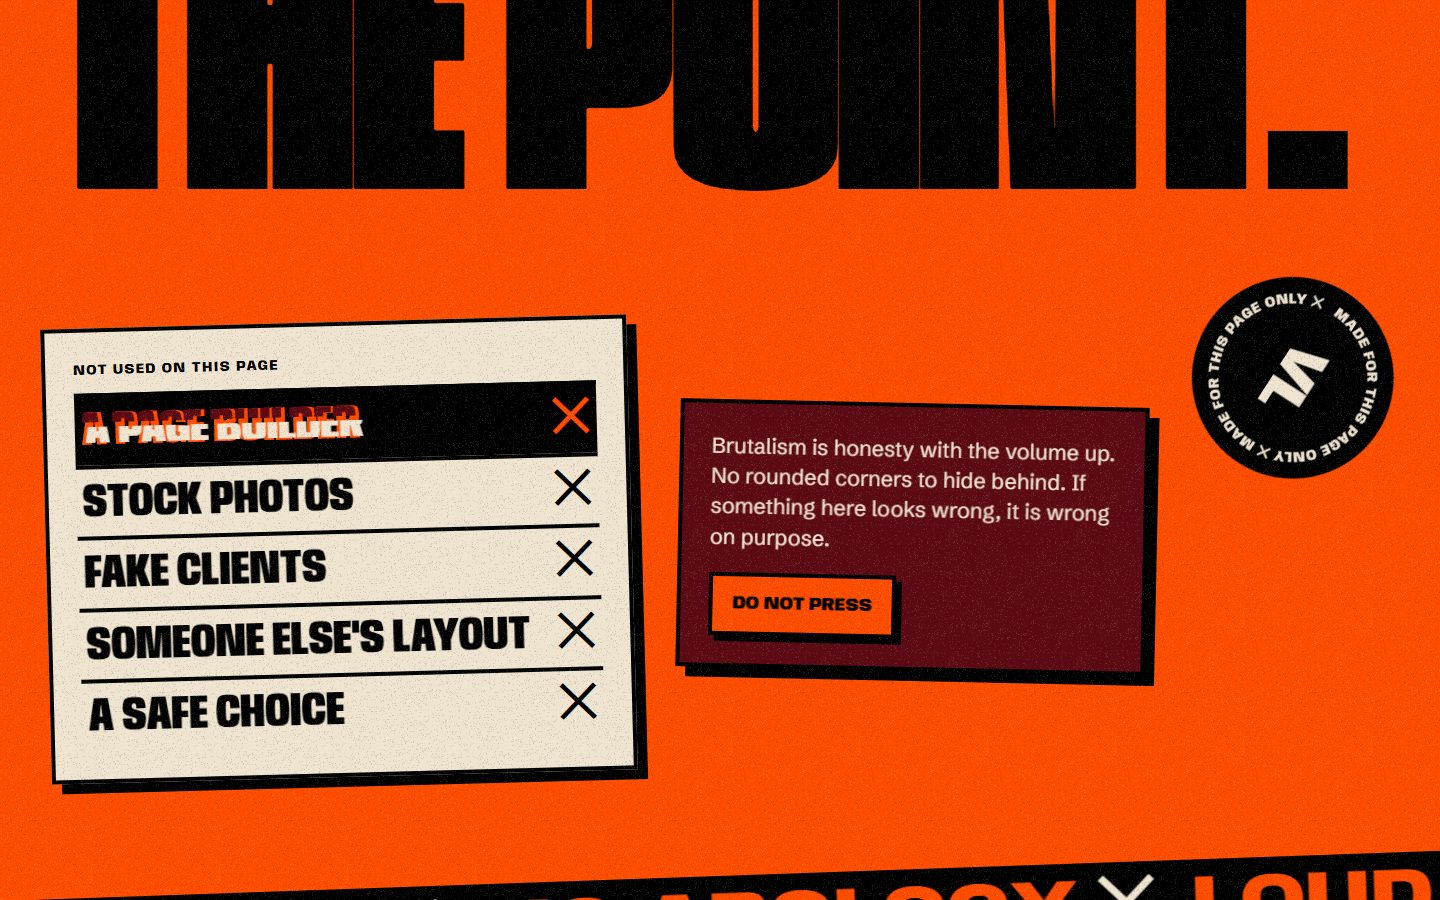 THE POINT.
NOT USED ON THIS PAGE
A PAGE BUILDER
STOCK PHOTOS
FAKE CLIENTS
SOMEONE ELSE'S LAYOUT
A SAFE CHOICE
Brutalism is honesty with the volume up.
No rounded corners to hide behind. If
something here looks wrong, it is wrong
on purpose.
DO NOT PRESS
MADE FOR THIS PAGE ONLY × MADE FOR THIS PAGE ONLY ×
APOLOGY × LOUD